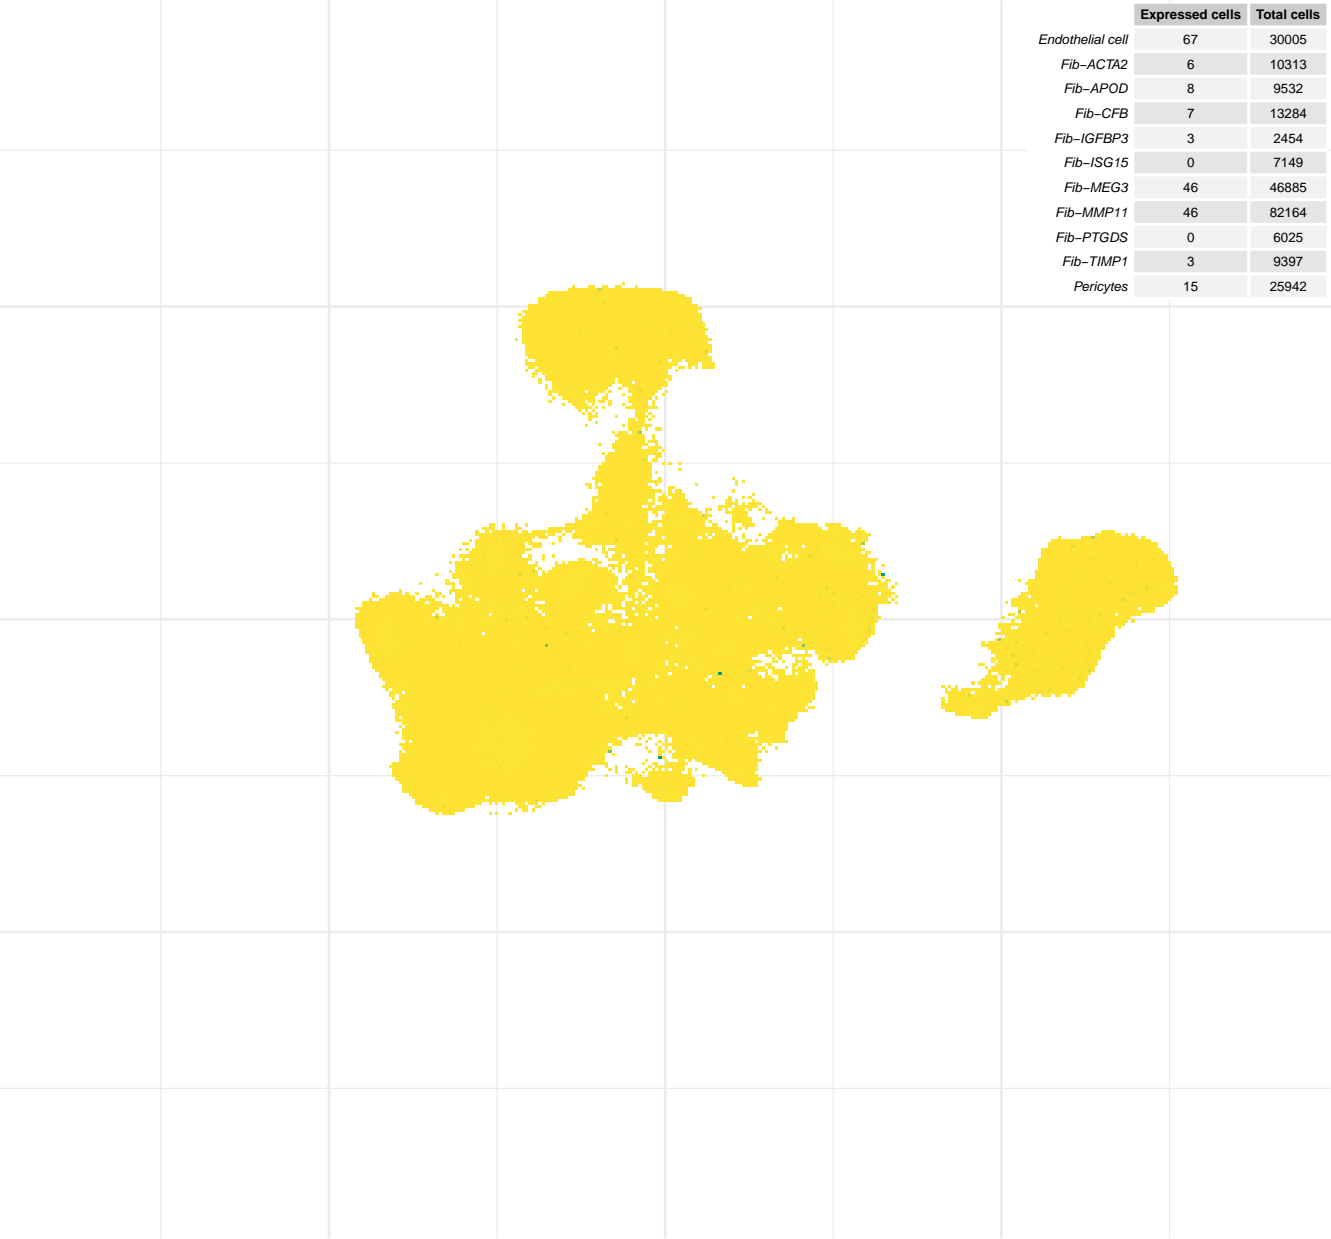 Expressed cells Total cells
Endothelial cell 67 30005
Fib−ACTA2 6 10313
Fib−APOD 8 9532
Fib−CFB 7 13284
Fib−IGFBP3 3 2454
Fib−ISG15 0 7149
Fib−MEG3 46 46885
Fib−MMP11 46 82164
Fib−PTGDS 0 6025
Fib−TIMP1 3 9397
Pericytes 15 25942